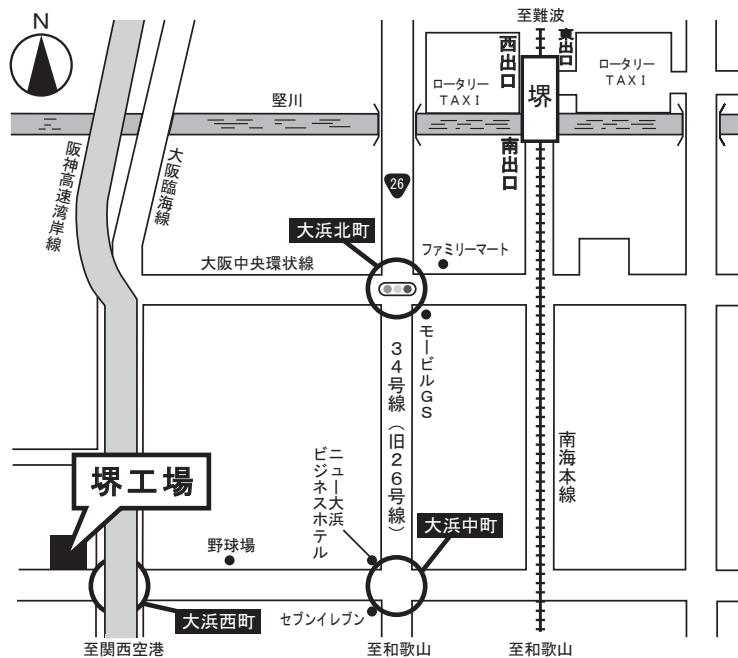 N
至難波
西出口
東出口
ロータリー
TAXI
ロータリー
TAXI
堺
竪川
南出口
阪神高速湾岸線
大阪臨海線
26
大浜北町
ファミリーマート
大阪中央環状線
モービルGS
34号線（旧26号線）
南海本線
堺工場
ニュー大浜
ビジネスホテル
大浜中町
野球場
大浜西町
セブンイレブン
至関西空港
至和歌山
至和歌山